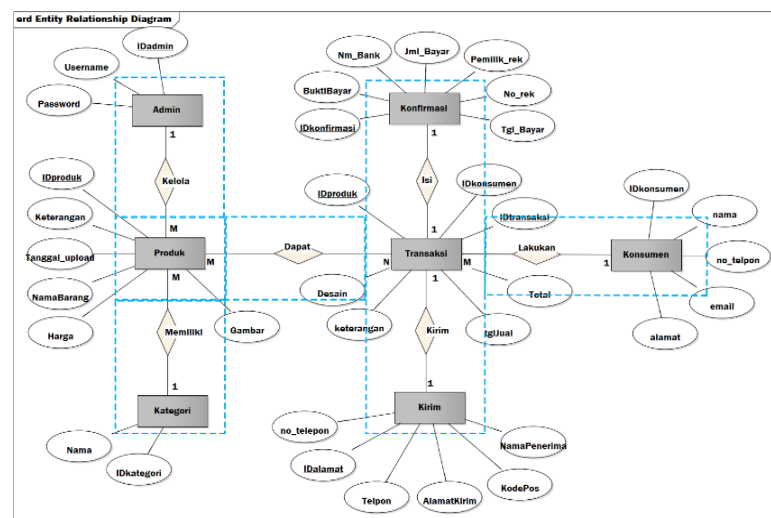 erd Entity Relationship Diagram
IDadmin
Username
Password
Admin
1
Kelola
M
IDproduk
Keterangan
Tanggal_upload
NamaBarang
Harga
Gambar
Produk
M
M
Memiliki
1
Kategori
Nama
IDkategori
Dapat
N
Nm_Bank
Jml_Bayar
Pemilik_rek
BuktiBayar
No_rek
IDkonfirmasi
Tgl_Bayar
Konfirmasi
1
Isi
1
IDproduk
IDkonsumen
IDtransaksi
Transaksi
M
Desain
Total
keterangan
tglJual
1
Kirim
1
Kirim
no_telepon
NamaPenerima
IDalamat
KodePos
Telpon
AlamatKirim
Lakukan
1
Konsumen
IDkonsumen
nama
no_telpon
email
alamat